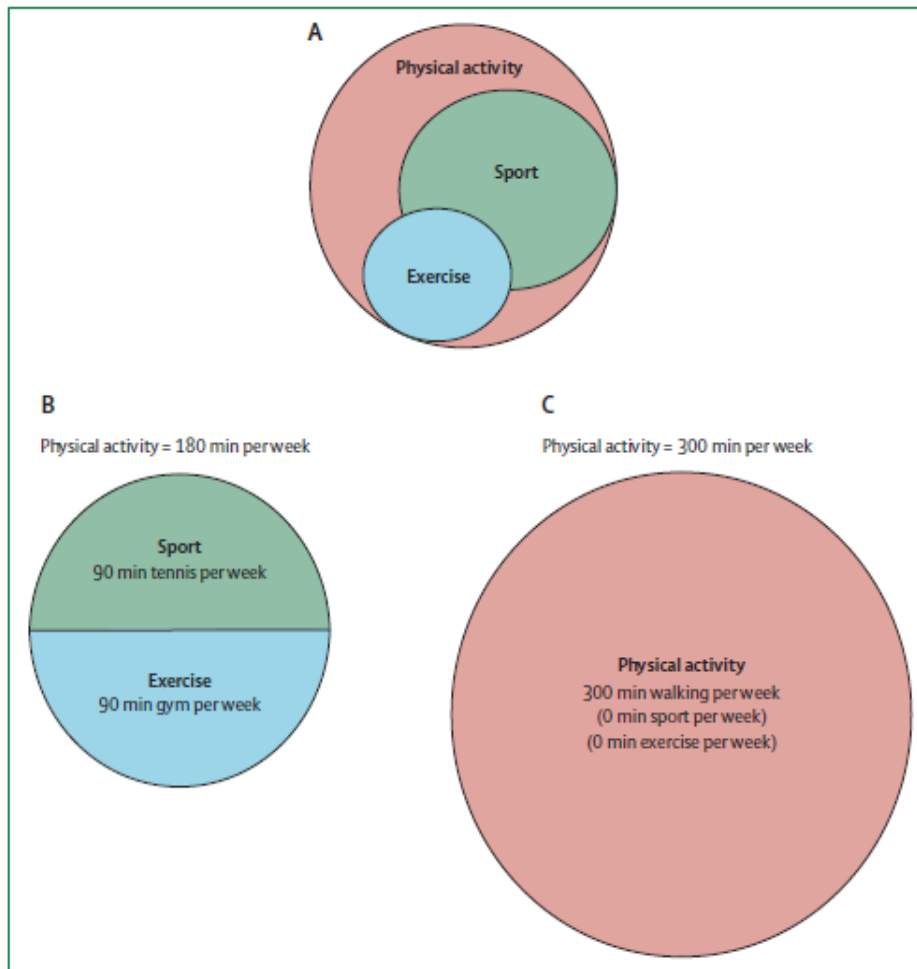 A
Physical activity
Sport
Exercise
B
Physical activity = 180 min per week
Sport
90 min tennis per week
Exercise
90 min gym per week
C
Physical activity = 300 min per week
Physical activity
300 min walking per week
(0 min sport per week)
(0 min exercise per week)